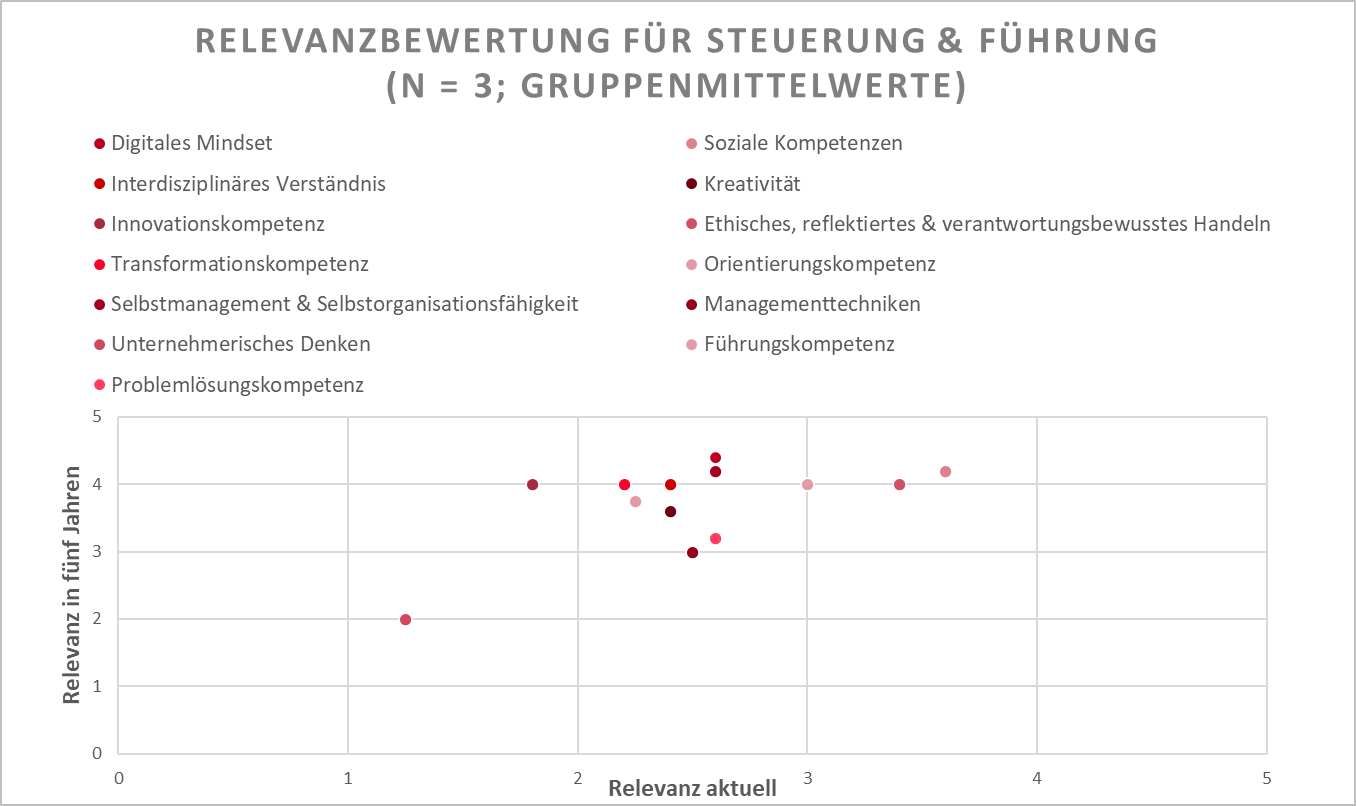 RELEVANZBEWERTUNG FÜR STEUERUNG & FÜHRUNG
(N = 3; GRUPPENMITTELWERTE)
Digitales Mindset
Soziale Kompetenzen
Interdisziplinäres Verständnis
Kreativität
Innovationskompetenz
Ethisches, reflektiertes & verantwortungsbewusstes Handeln
Transformationskompetenz
Orientierungskompetenz
Selbstmanagement & Selbstorganisationsfähigkeit
Managementtechniken
Unternehmerisches Denken
Führungskompetenz
Problemlösungskompetenz
Relevanz in fünf Jahren
5
4
3
2
1
0
0 1 2 3 4 5
Relevanz aktuell